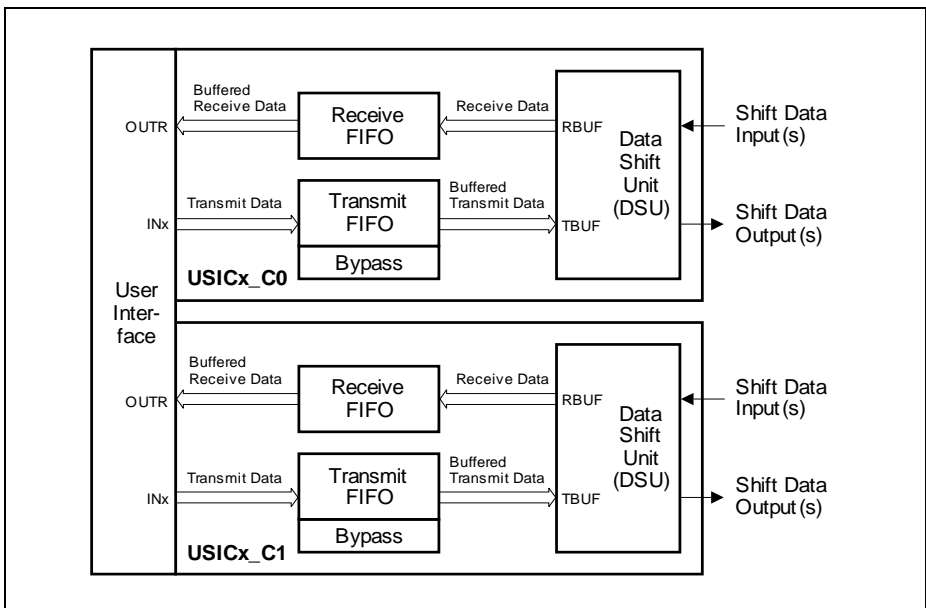 Buffered
Receive Data
Receive Data
OUTR
Receive
FIFO
RBUF
Shift Data
Input(s)
Data
Shift
Unit
(DSU)
Transmit Data
Buffered
Transmit Data
INx
Transmit
FIFO
TBUF
Shift Data
Output(s)
Bypass
USICx_C0
User
Inter-
face
Buffered
Receive Data
Receive Data
OUTR
Receive
FIFO
RBUF
Shift Data
Input(s)
Data
Shift
Unit
(DSU)
Transmit Data
Buffered
Transmit Data
INx
Transmit
FIFO
TBUF
Shift Data
Output(s)
Bypass
USICx_C1